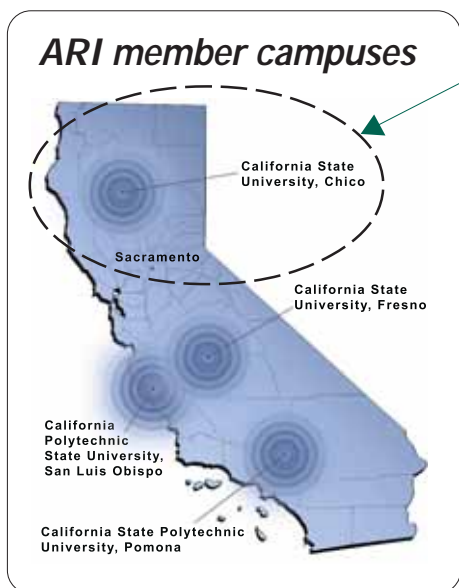 ARI member campuses
California State
University, Chico
Sacramento
California State
University, Fresno
California
Polytechnic
State University,
San Luis Obispo
California State Polytechnic
University, Pomona